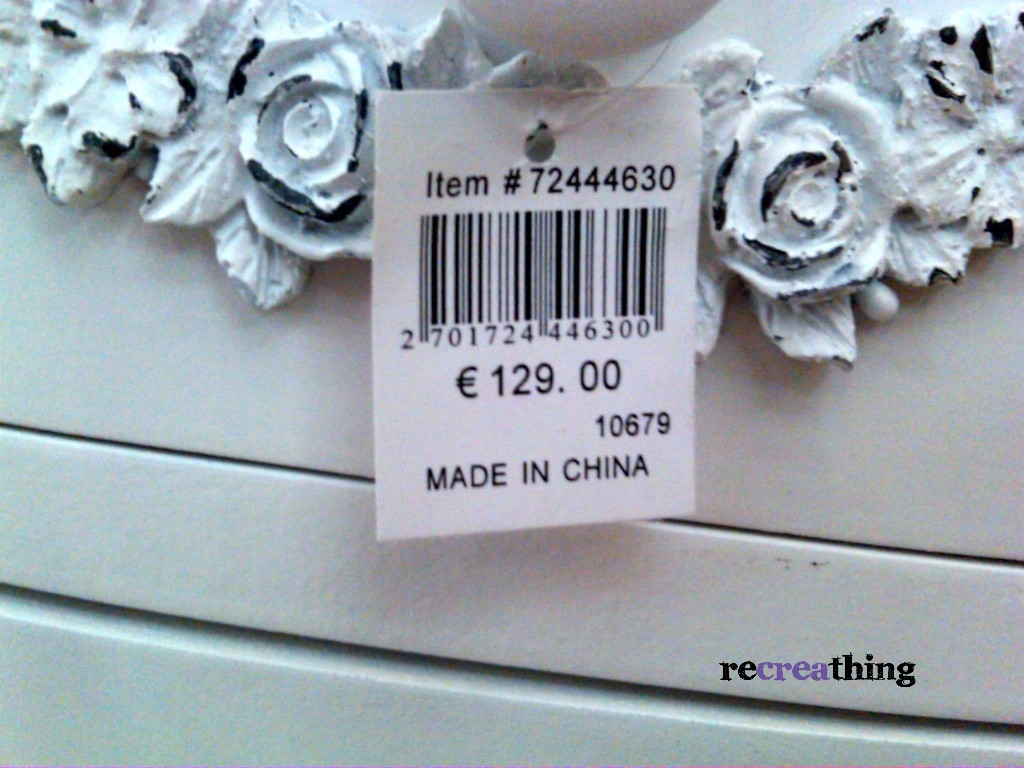 Item #72444630
2 701724 446300
€ 129. 00
10679
MADE IN CHINA
recreathing